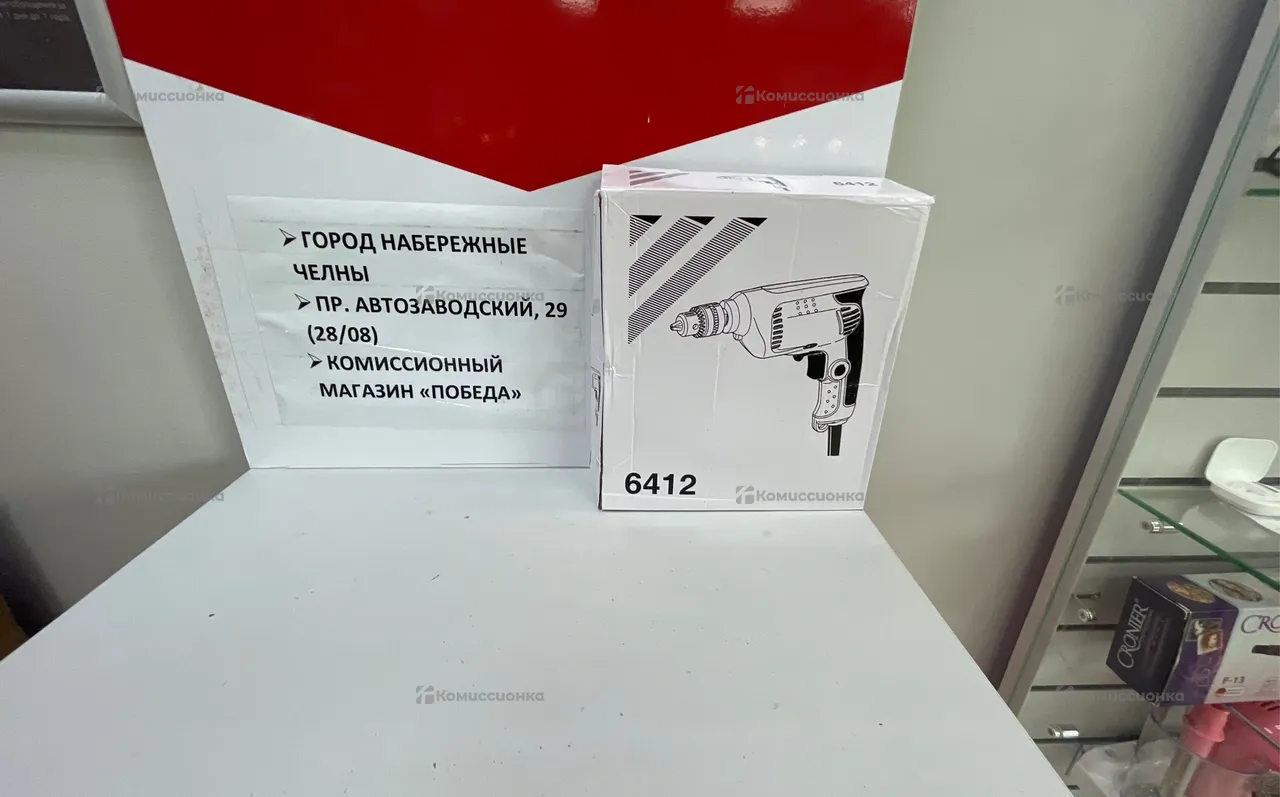 ➢ГОРОД НАБЕРЕЖНЫЕ
ЧЕЛНЫ
➢ПР. АВТОЗАВОДСКИЙ, 29
(28/08)
➢КОМИССИОННЫЙ
МАГАЗИН «ПОБЕДА»
6412
6412
CRONIER
F-13
Комиссионка
Комиссионка
Комиссионка
Комиссионка
Комиссионка
Комиссионка
Комиссионка